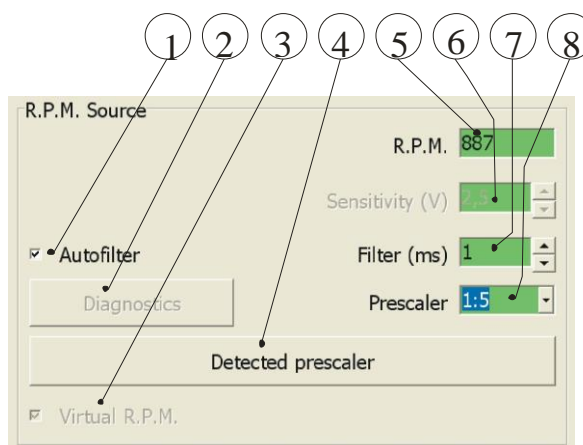 1 2 3 4 5 6 7 8
R.P.M. Source
R.P.M. 887
Sensitivity (V) 2,5
Autofilter Filter (ms) 1
Diagnostics Prescaler 1:5
Detected prescaler
Virtual R.P.M.